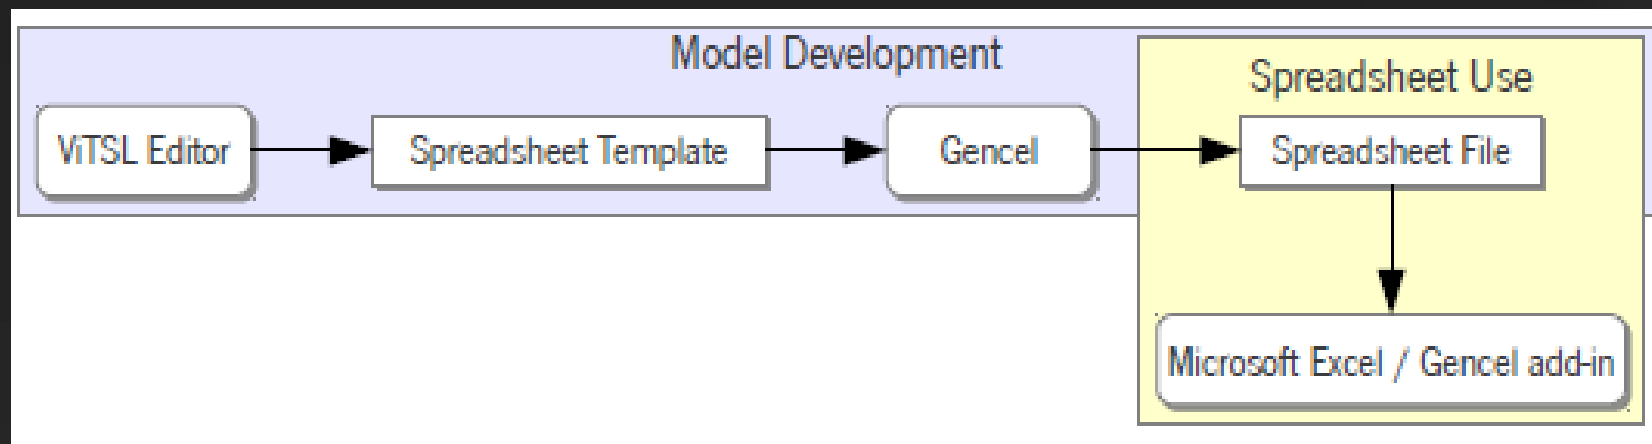 Model Development
Spreadsheet Use
ViTSL Editor
Spreadsheet Template
Gencel
Spreadsheet File
Microsoft Excel / Gencel add-in